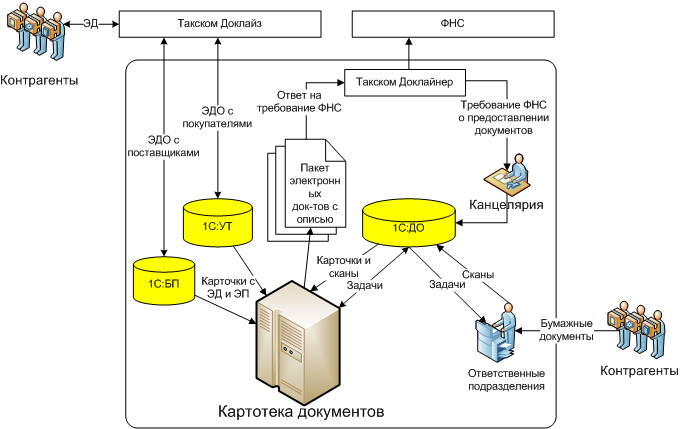 ЭД
Такском Доклайз
ФНС
Контрагенты
Такском Доклайнер
Ответ на
требование ФНС
ЭДО с
покупателями
Требование ФНС
о предоставлении
документов
ЭДО с
поставщиками
Пакет
электронн
ых
док-тов с
описью
Канцелярия
1С:УТ
1С:ДО
1С:БП
Карточки с
ЭД и ЭП
Карточки и
сканы
Задачи
Задачи
Сканы
Бумажные
документы
Ответственные
подразделения
Контрагенты
Картотека документов